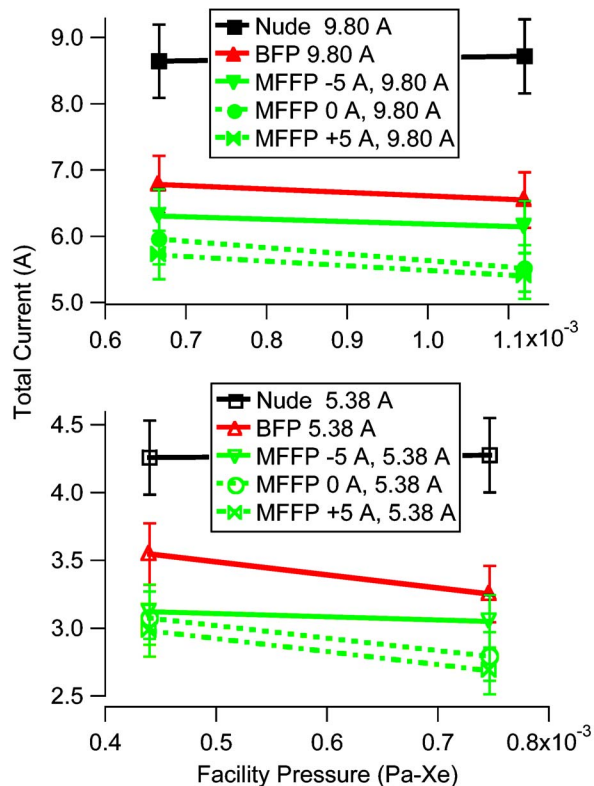 9.0
8.0
7.0
6.0
5.0
Nude 9.80 A
BFP 9.80 A
MFFP -5 A, 9.80 A
MFFP 0 A, 9.80 A
MFFP +5 A, 9.80 A
0.6 0.7 0.8 0.9 1.0 1.1x10⁻³
Total Current (A)
4.5
4.0
3.5
3.0
2.5
Nude 5.38 A
BFP 5.38 A
MFFP -5 A, 5.38 A
MFFP 0 A, 5.38 A
MFFP +5 A, 5.38 A
0.4 0.5 0.6 0.7 0.8x10⁻³
Facility Pressure (Pa-Xe)